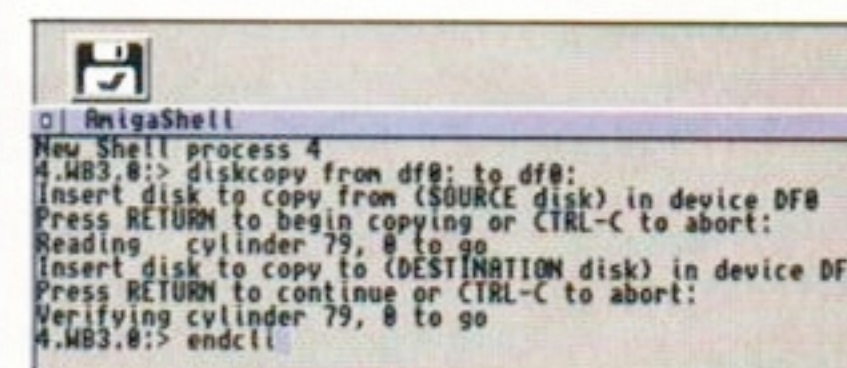 AmigaShell
New Shell process 4
4.WB3.0:> diskcopy from df0: to df0:
Insert disk to copy from (SOURCE disk) in device DF0
Press RETURN to begin copying or CTRL-C to abort:
Reading cylinder 79, 0 to go
Insert disk to copy to (DESTINATION disk) in device DF
Press RETURN to continue or CTRL-C to abort:
Verifying cylinder 79, 0 to go
4.WB3.0:> endcli